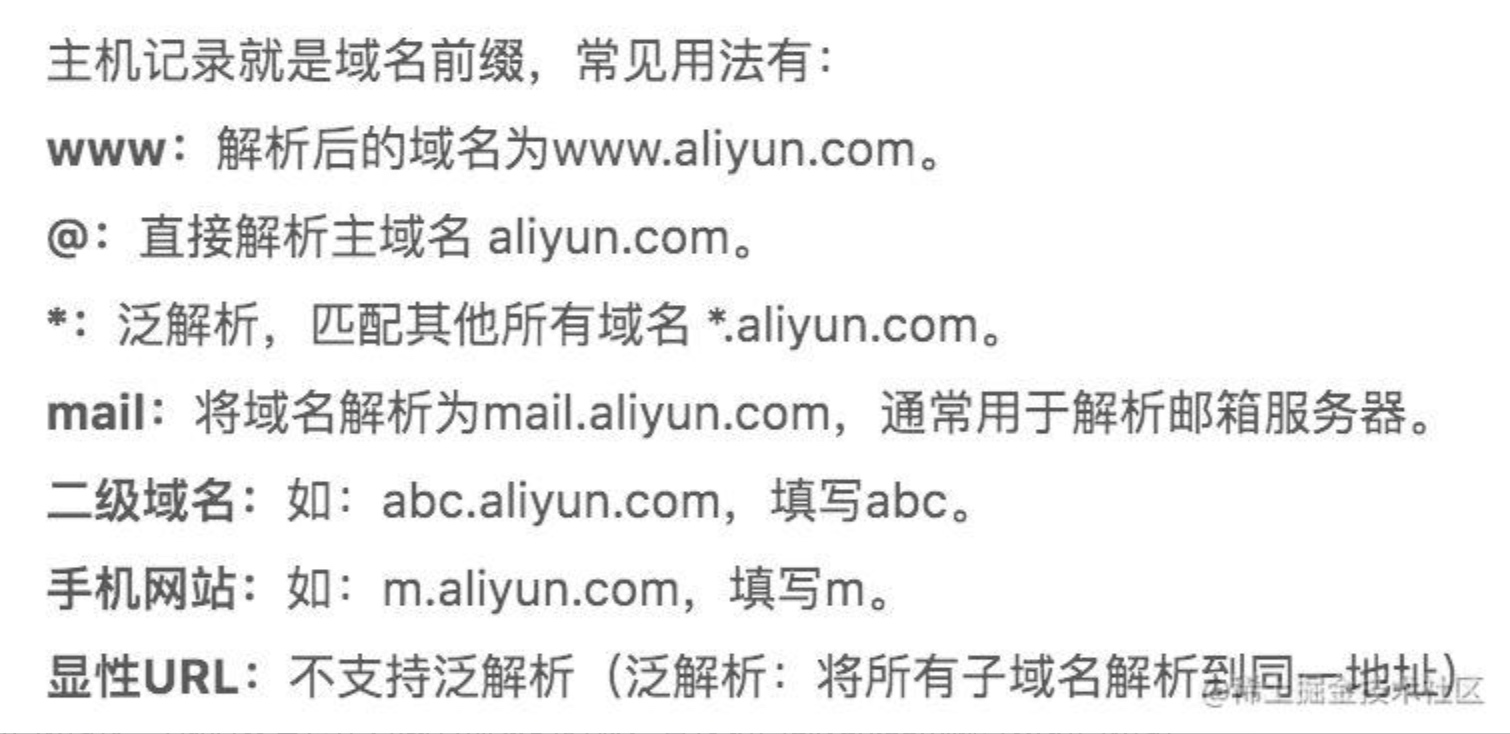 主机记录就是域名前缀，常见用法有：
www：解析后的域名为www.aliyun.com。
@：直接解析主域名 aliyun.com。
*：泛解析，匹配其他所有域名 *.aliyun.com。
mail：将域名解析为mail.aliyun.com，通常用于解析邮箱服务器。
二级域名：如：abc.aliyun.com，填写abc。
手机网站：如：m.aliyun.com，填写m。
显性URL：不支持泛解析（泛解析：将所有子域名解析到同一地址）
@稀土掘金技术社区